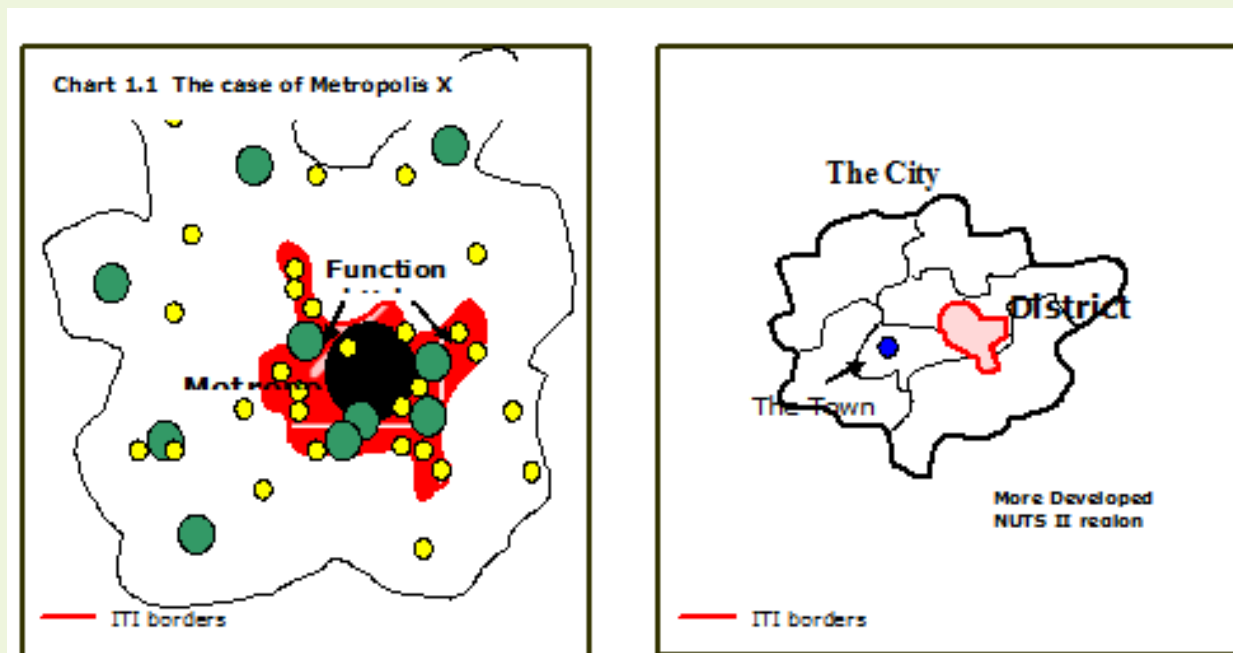 Chart 1.1 The case of Metropolis X
Function
ITI borders
The City
District
The Town
More Developed
NUTS II region
ITI borders